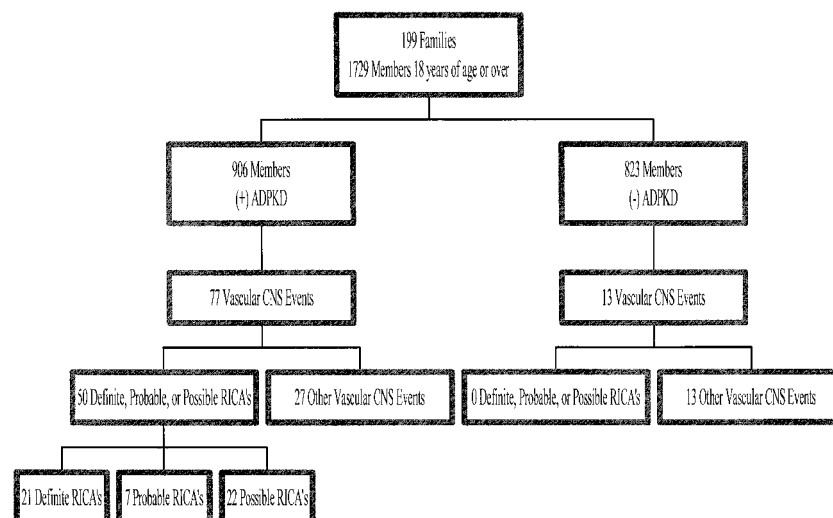 199 Families
1729 Members 18 years of age or over
906 Members
(+) ADPKD
823 Members
(-) ADPKD
77 Vascular CNS Events
13 Vascular CNS Events
50 Definite, Probable, or Possible RICA's
27 Other Vascular CNS Events
0 Definite, Probable, or Possible RICA's
13 Other Vascular CNS Events
21 Definite RICA's
7 Probable RICA's
22 Possible RICA's